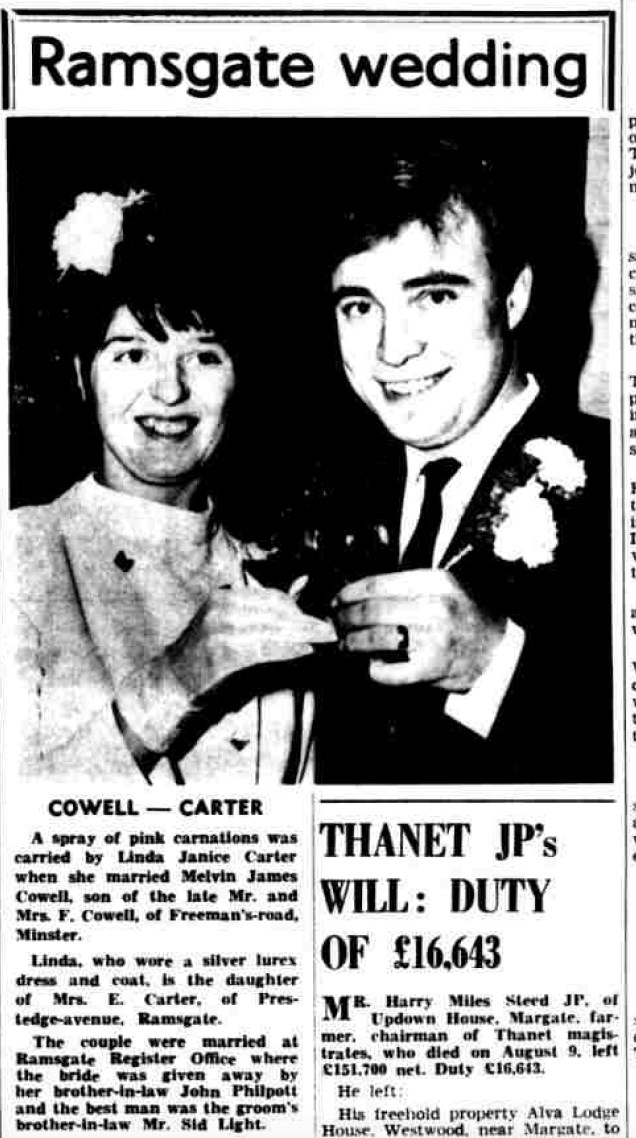 Ramsgate wedding
COWELL — CARTER
A spray of pink carnations was
carried by Linda Janice Carter
when she married Melvin James
Cowell, son of the late Mr. and
Mrs. F. Cowell, of Freeman's-road,
Minster.
Linda, who wore a silver lurex
dress and coat, is the daughter
of Mrs. E. Carter, of Pres-
tedge-avenue, Ramsgate.
The couple were married at
Ramsgate Register Office where
the bride was given away by
her brother-in-law John Philpott
and the best man was the groom's
brother-in-law Mr. Sid Light.
THANET JP's
WILL: DUTY
OF £16,643
MR. Harry Miles Steed JP, of
Updown House, Margate, far-
mer, chairman of Thanet magis-
trates, who died on August 9, left
£151,700 net. Duty £16,643.
He left:
His freehold property Alva Lodge
House, Westwood, near Margate, to